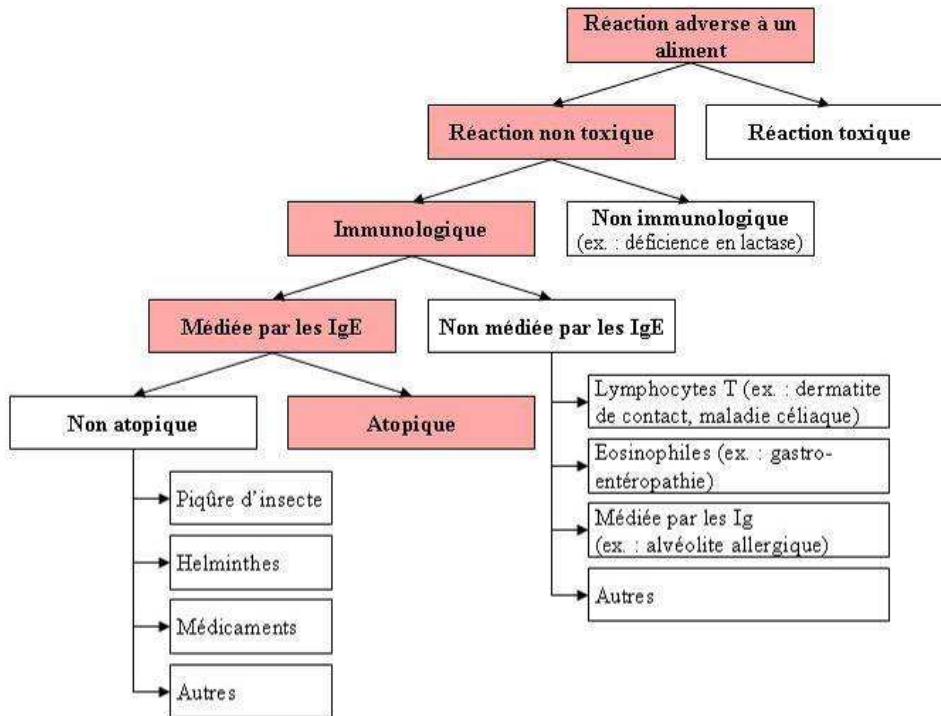 Réaction adverse à un
aliment
Réaction non toxique
Réaction toxique
Immunologique
Non immunologique
(ex. : déficience en lactase)
Médiée par les IgE
Non médiée par les IgE
Non atopique
Atopique
Lymphocytes T (ex. : dermatite
de contact, maladie céliaque)
Eosinophiles (ex. : gastro-
entéropathie)
Médiée par les Ig
(ex. : alvéolite allergique)
Autres
Piqûre d'insecte
Helminthes
Médicaments
Autres